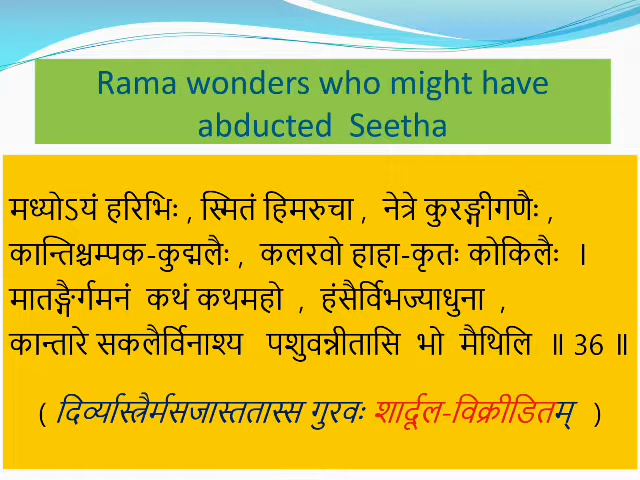 Rama wonders who might have
abducted Seetha
मध्योऽयं हरिभिः , स्मितं हिमरुचा , नेत्रे कुरङ्गीगणैः ,
कान्तिश्चम्पक-कुद्मलैः , कलरवो हाहा-कृतः कोकिलैः ।
मातङ्गैर्गमनं कथं कथमहो , हंसैर्विभज्याधुना ,
कान्तारे सकलैर्विनाश्य पशुवन्नीतासि भो मैथिलि ॥ 36 ॥
( दिर्व्यास्त्रैर्मसजास्ततास्स गुरवः शार्दूल-विक्रीडितम् )